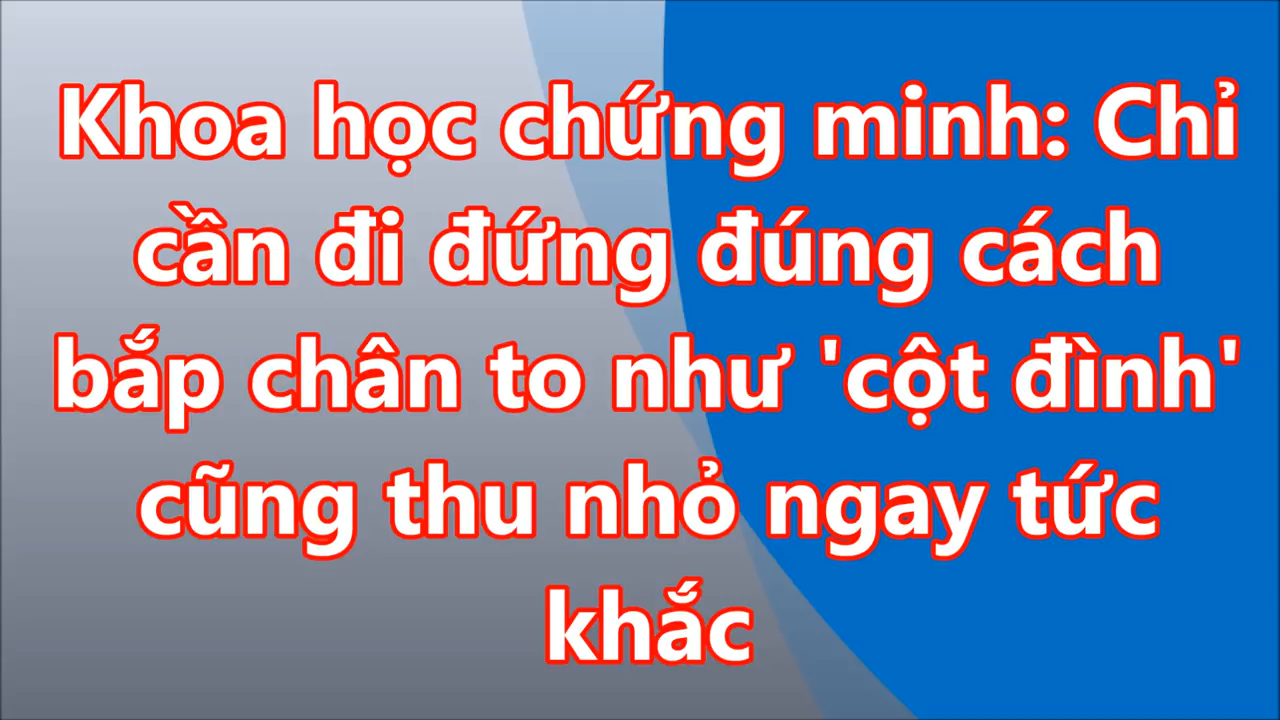 Khoa học chứng minh: Chỉ
cần đi đứng đúng cách
bắp chân to như 'cột đình'
cũng thu nhỏ ngay tức
khắc